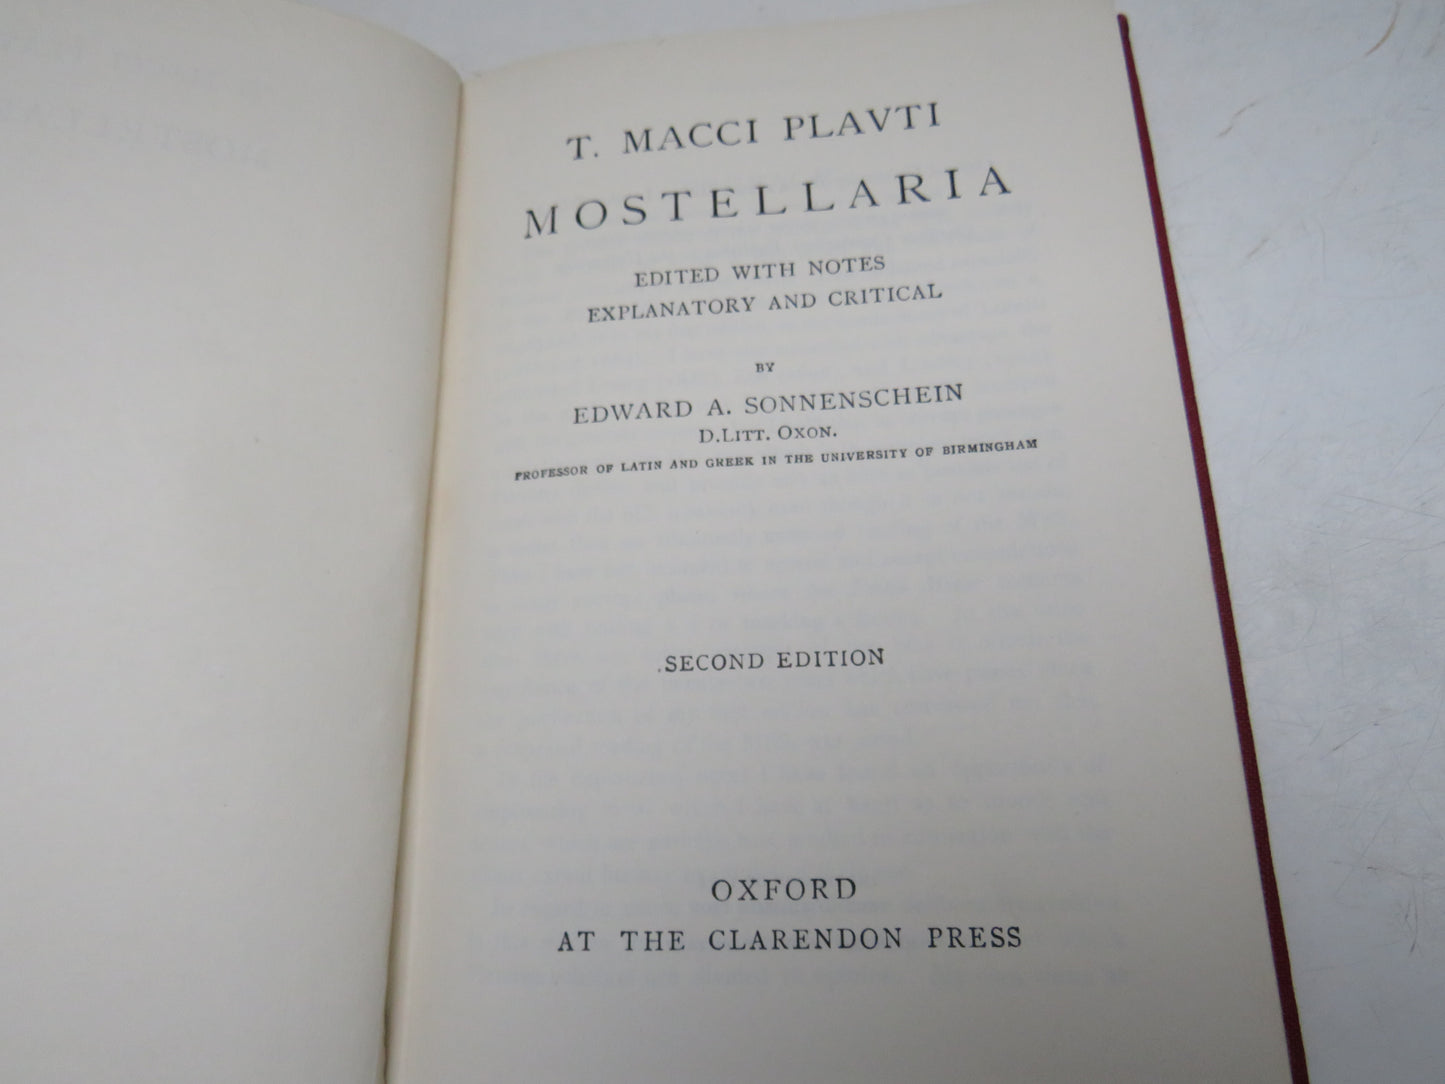 T. MACCI PLAVTI
MOSTELLARIA
EDITED WITH NOTES
EXPLANATORY AND CRITICAL
BY
EDWARD A. SONNENSCHEIN
D.LITT. OXON.
PROFESSOR OF LATIN AND GREEK IN THE UNIVERSITY OF BIRMINGHAM
SECOND EDITION
OXFORD
AT THE CLARENDON PRESS